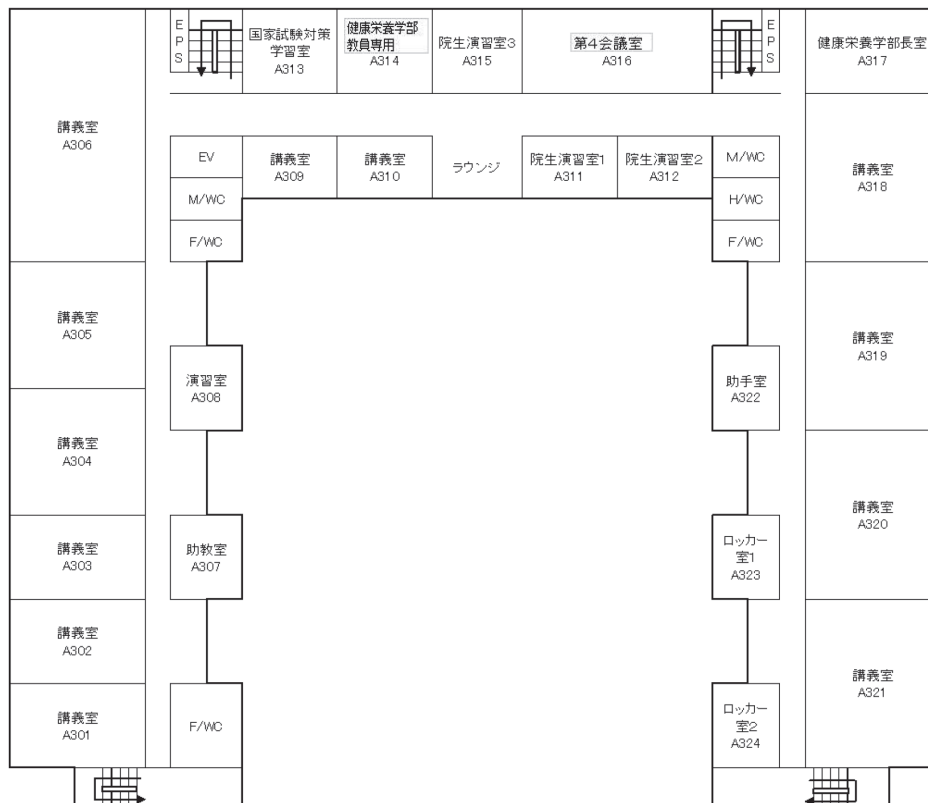 E
P
S
国家試験対策
学習室
A313
健康栄養学部
教員専用
A314
院生演習室3
A315
第4会議室
A316
E
P
S
健康栄養学部長室
A317
講義室
A306
EV
M/WC
F/WC
講義室
A309
講義室
A310
ラウンジ
院生演習室1
A311
院生演習室2
A312
M/WC
H/WC
F/WC
講義室
A318
講義室
A305
演習室
A308
助手室
A322
講義室
A319
講義室
A304
講義室
A303
助教室
A307
ロッカー
室1
A323
講義室
A320
講義室
A302
講義室
A301
F/WC
ロッカー
室2
A324
講義室
A321